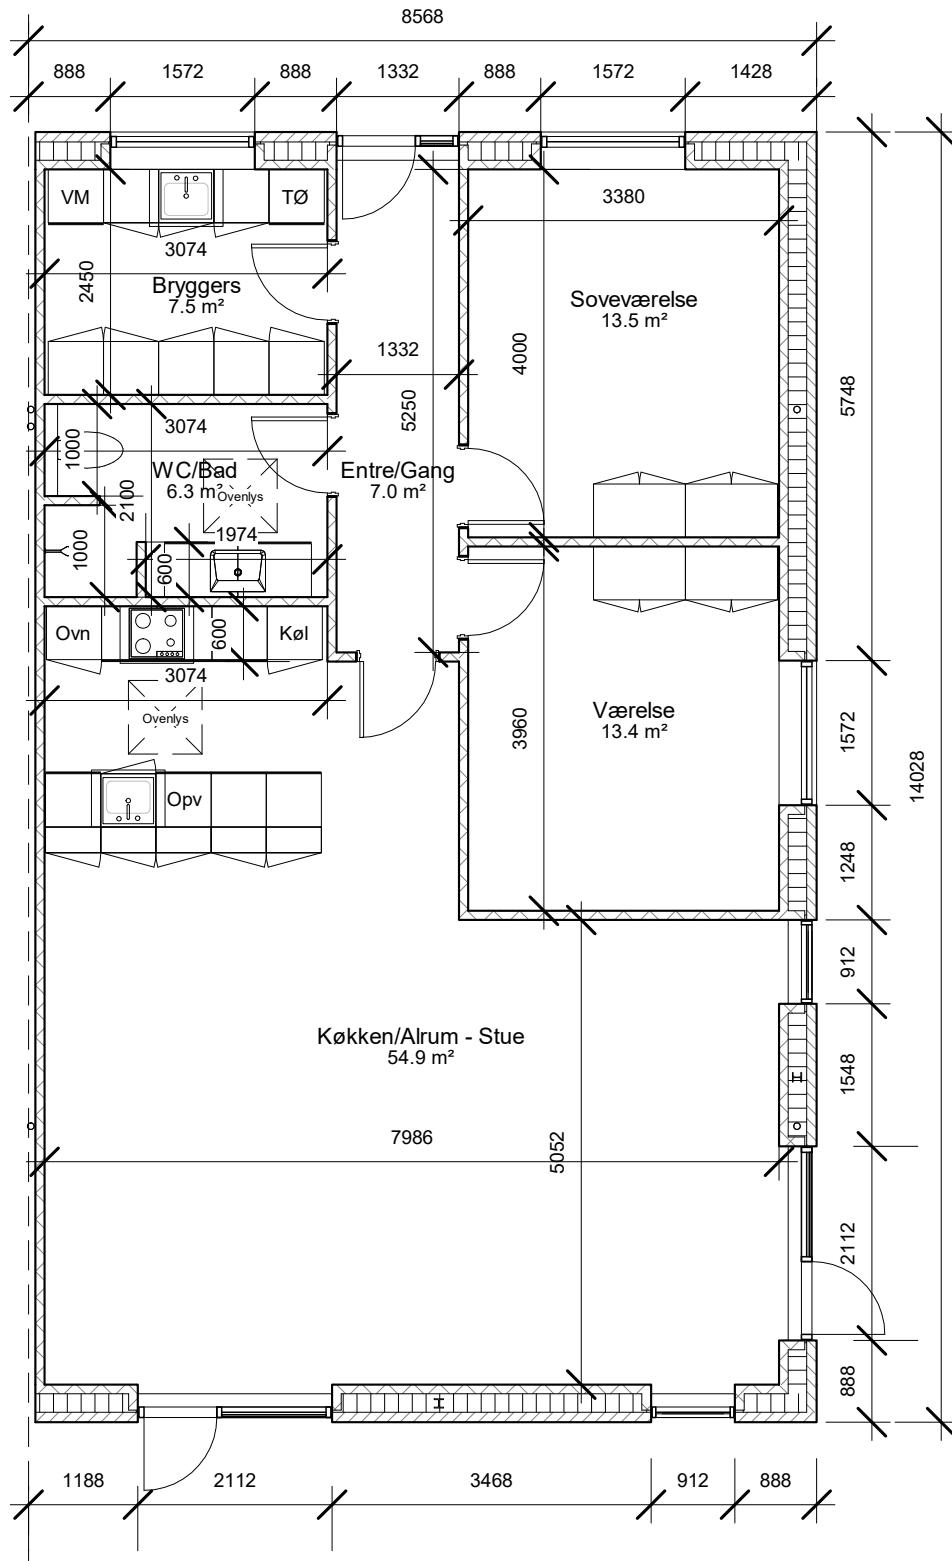 8568
888
1572
888
1332
888
1572
1428
VM
TØ
3074
2450
Bryggers
7.5 m²
3380
Soveværelse
13.5 m²
4000
1332
5250
5748
3074
1000
WC/Bad
6.3 m²
Ovenlys
2100
Entre/Gang
7.0 m²
1974
1000
600
Ovn
600
Køl
3074
Ovenlys
Værelse
13.4 m²
3960
1572
14028
Opv
1248
912
Køkken/Alrum - Stue
54.9 m²
1548
7986
5052
2112
888
1188
2112
3468
912
888